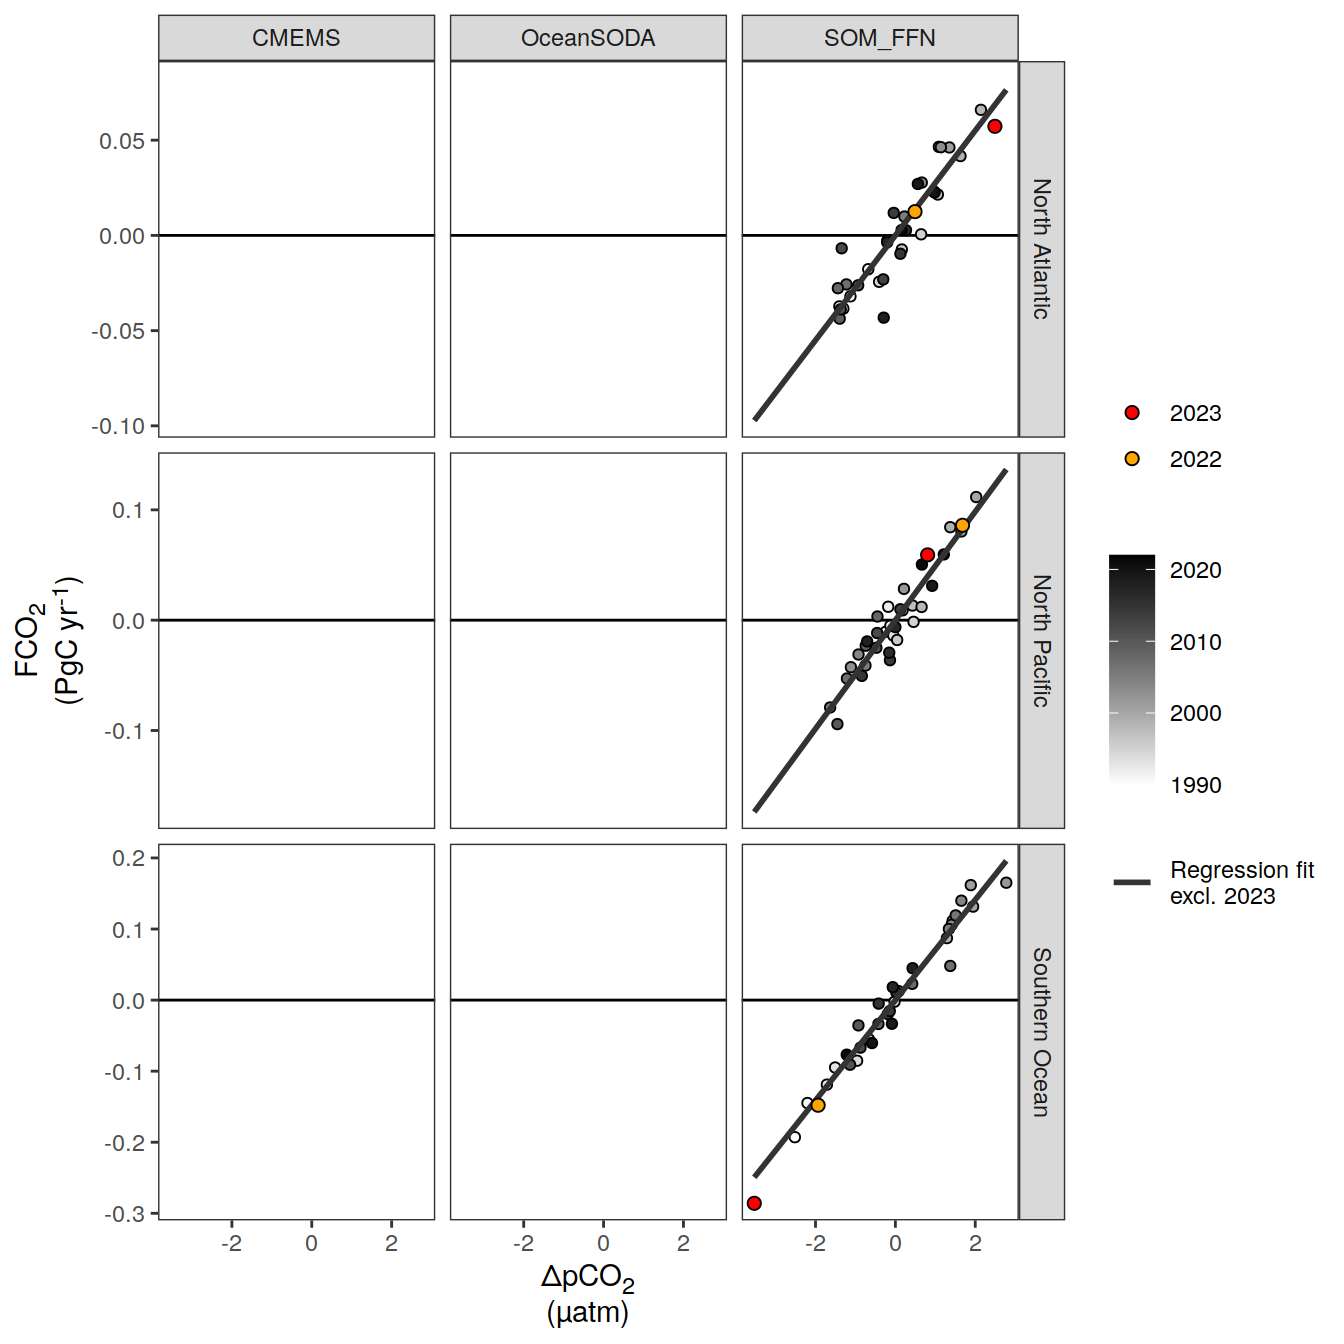 CMEMS
OceanSODA
SOM_FFN
0.05
0.00
-0.05
-0.10
North Atlantic
0.1
0.0
-0.1
North Pacific
0.2
0.1
0.0
-0.1
-0.2
-0.3
Southern Ocean
-2
0
2
-2
0
2
-2
0
2
FCO₂
(PgC yr⁻¹)
ΔpCO₂
(µatm)
2023
2022
2020
2010
2000
1990
Regression fit
excl. 2023